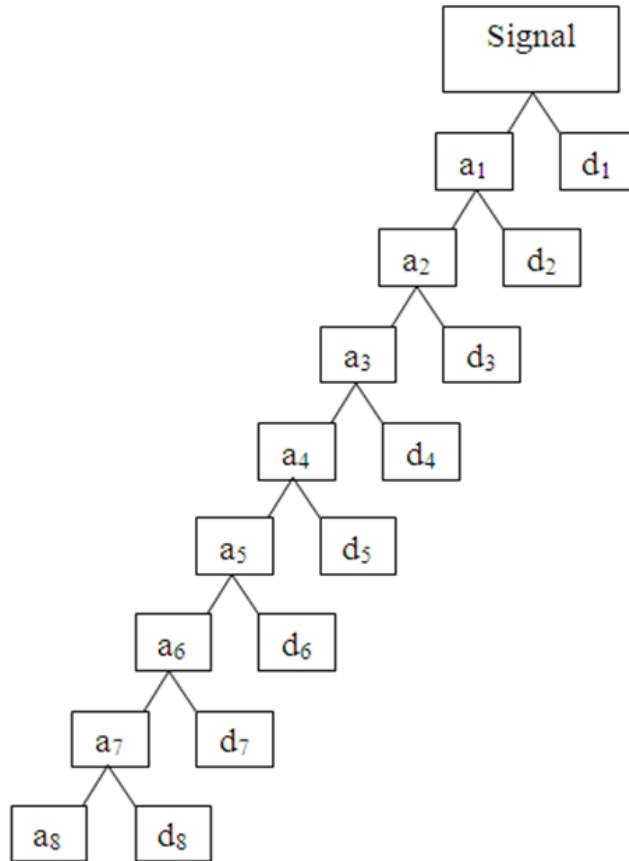 Signal
a₁ d₁
a₂ d₂
a₃ d₃
a₄ d₄
a₅ d₅
a₆ d₆
a₇ d₇
a₈ d₈